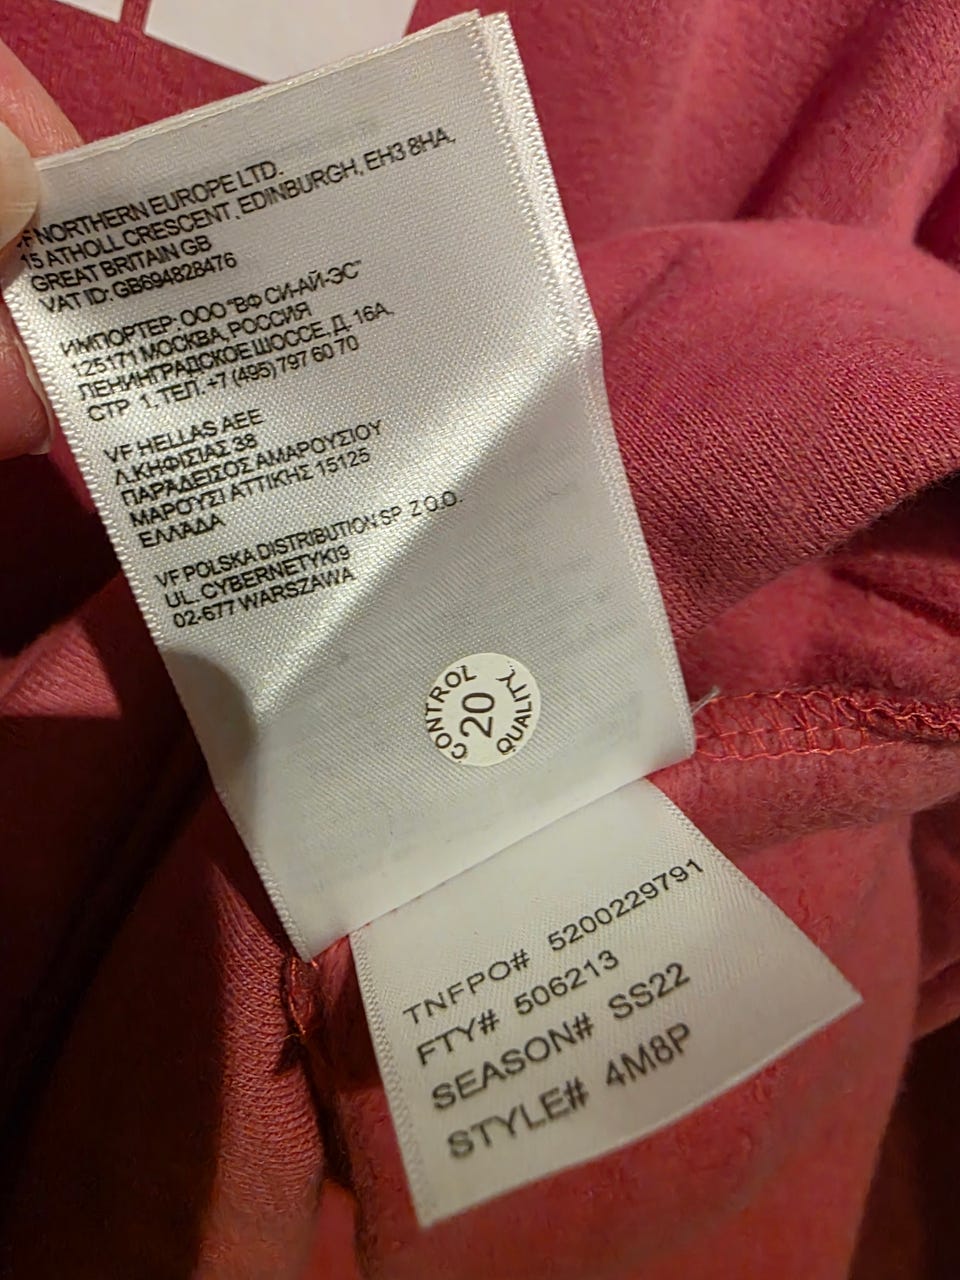 VF NORTHERN EUROPE LTD.
15 ATHOLL CRESCENT, EDINBURGH, EH3 8HA,
GREAT BRITAIN GB
VAT ID: GB694828476
ИМПОРТЕР: ООО "ВФ СИ-АЙ-ЭС"
125171 МОСКВА, РОССИЯ
ЛЕНИНГРАДСКОЕ ШОССЕ, Д. 16А,
СТР 1, ТЕЛ. +7 (495) 797 60 70
VF HELLAS AEE
Λ.ΚΗΦΙΣΙΑΣ 38
ΠΑΡΑΔΕΙΣΟΣ ΑΜΑΡΟΥΣΙΟΥ
ΜΑΡΟΥΣΙ ΑΤΤΙΚΗΣ 15125
ΕΛΛΑΔΑ
VF POLSKA DISTRIBUTION SP. Z O.O.
UL. CYBERNETYKI9
02-677 WARSZAWA
CONTROL
20
QUALITY
TNFPO# 5200229791
FTY# 506213
SEASON# SS22
STYLE# 4M8P